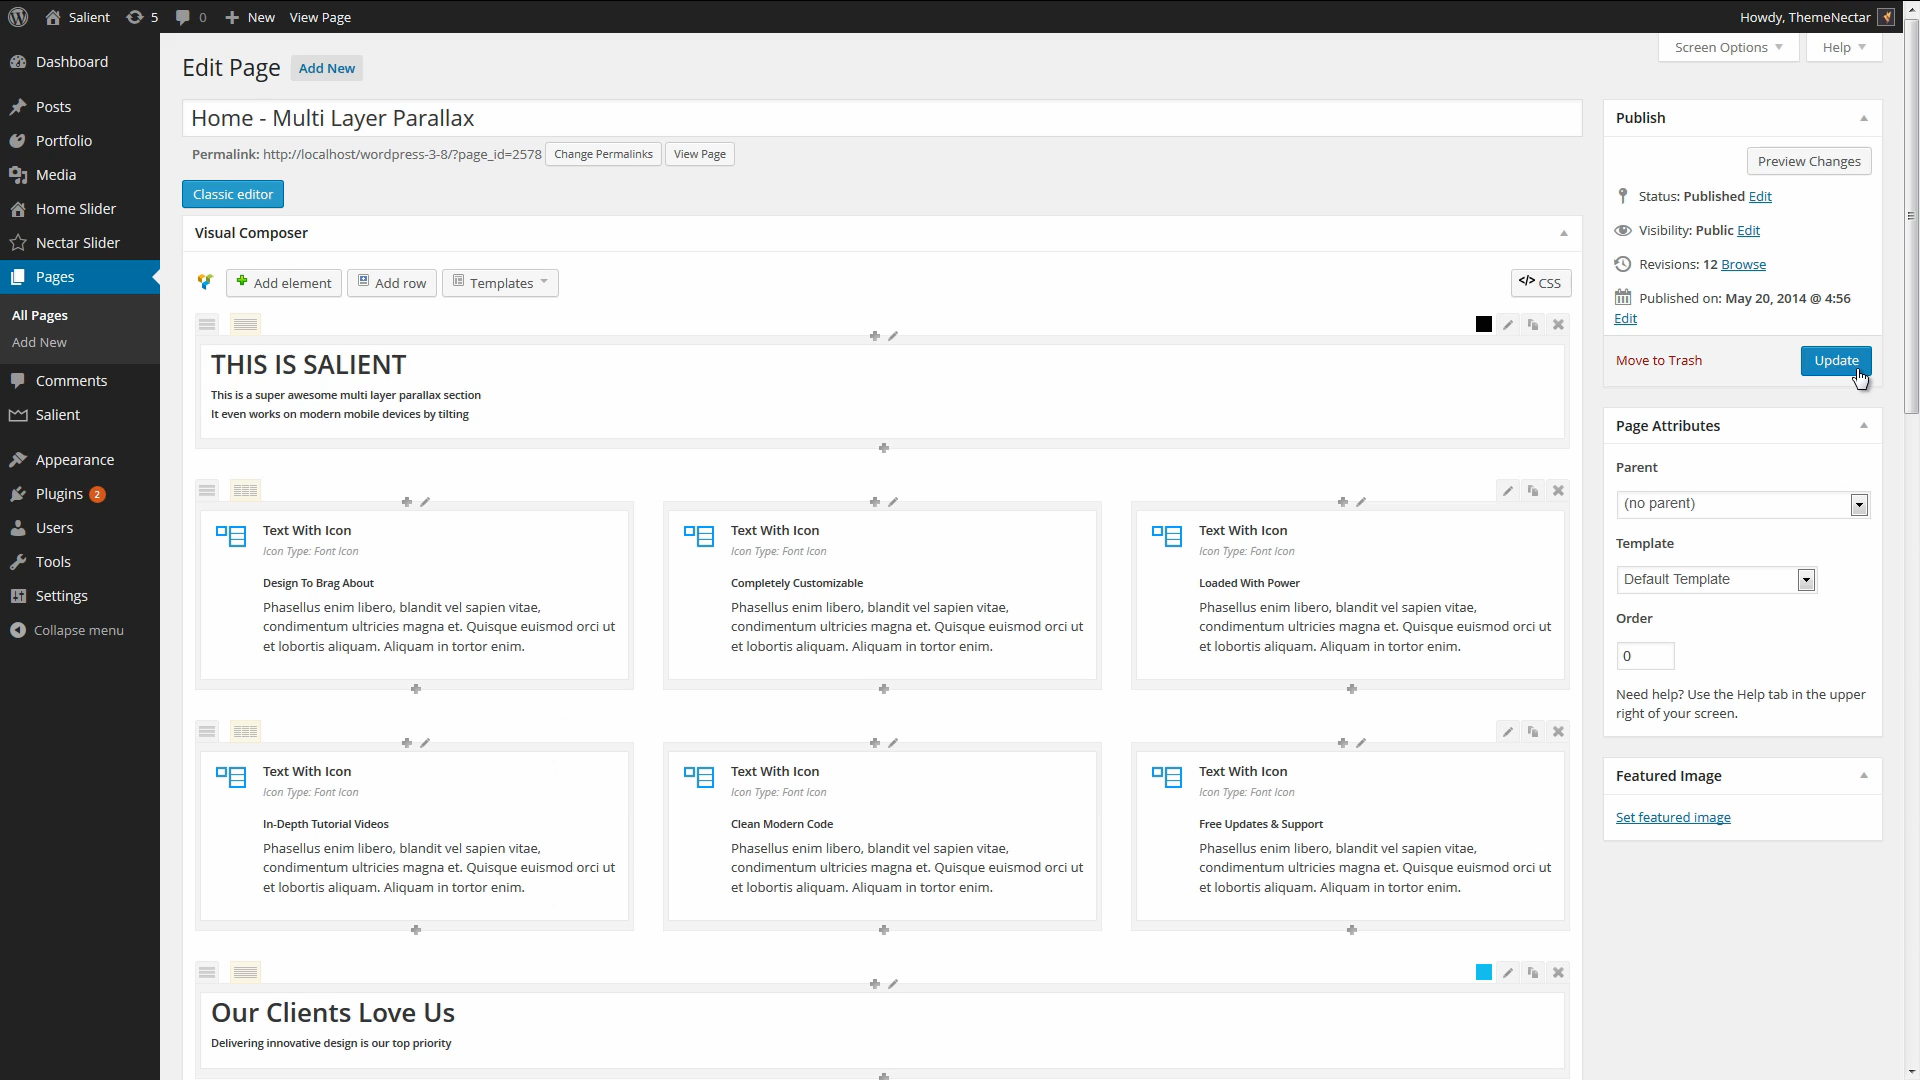 Salient 5 0 New View Page Howdy, ThemeNectar
Screen Options Help
Dashboard
Posts
Portfolio
Media
Home Slider
Nectar Slider
Pages
All Pages
Add New
Comments
Salient
Appearance
Plugins 2
Users
Tools
Settings
Collapse menu
Edit Page Add New
Home - Multi Layer Parallax
Permalink: http://localhost/wordpress-3-8/?page_id=2578 Change Permalinks View Page
Classic editor
Visual Composer
Add element Add row Templates </> CSS
THIS IS SALIENT
This is a super awesome multi layer parallax section
It even works on modern mobile devices by tilting
Text With Icon
Icon Type: Font Icon
Design To Brag About
Phasellus enim libero, blandit vel sapien vitae,
condimentum ultricies magna et. Quisque euismod orci ut
et lobortis aliquam. Aliquam in tortor enim.
Text With Icon
Icon Type: Font Icon
Completely Customizable
Phasellus enim libero, blandit vel sapien vitae,
condimentum ultricies magna et. Quisque euismod orci ut
et lobortis aliquam. Aliquam in tortor enim.
Text With Icon
Icon Type: Font Icon
Loaded With Power
Phasellus enim libero, blandit vel sapien vitae,
condimentum ultricies magna et. Quisque euismod orci ut
et lobortis aliquam. Aliquam in tortor enim.
Text With Icon
Icon Type: Font Icon
In-Depth Tutorial Videos
Phasellus enim libero, blandit vel sapien vitae,
condimentum ultricies magna et. Quisque euismod orci ut
et lobortis aliquam. Aliquam in tortor enim.
Text With Icon
Icon Type: Font Icon
Clean Modern Code
Phasellus enim libero, blandit vel sapien vitae,
condimentum ultricies magna et. Quisque euismod orci ut
et lobortis aliquam. Aliquam in tortor enim.
Text With Icon
Icon Type: Font Icon
Free Updates & Support
Phasellus enim libero, blandit vel sapien vitae,
condimentum ultricies magna et. Quisque euismod orci ut
et lobortis aliquam. Aliquam in tortor enim.
Our Clients Love Us
Delivering innovative design is our top priority
Publish
Preview Changes
Status: Published Edit
Visibility: Public Edit
Revisions: 12 Browse
Published on: May 20, 2014 @ 4:56
Edit
Move to Trash Update
Page Attributes
Parent
(no parent)
Template
Default Template
Order
0
Need help? Use the Help tab in the upper
right of your screen.
Featured Image
Set featured image